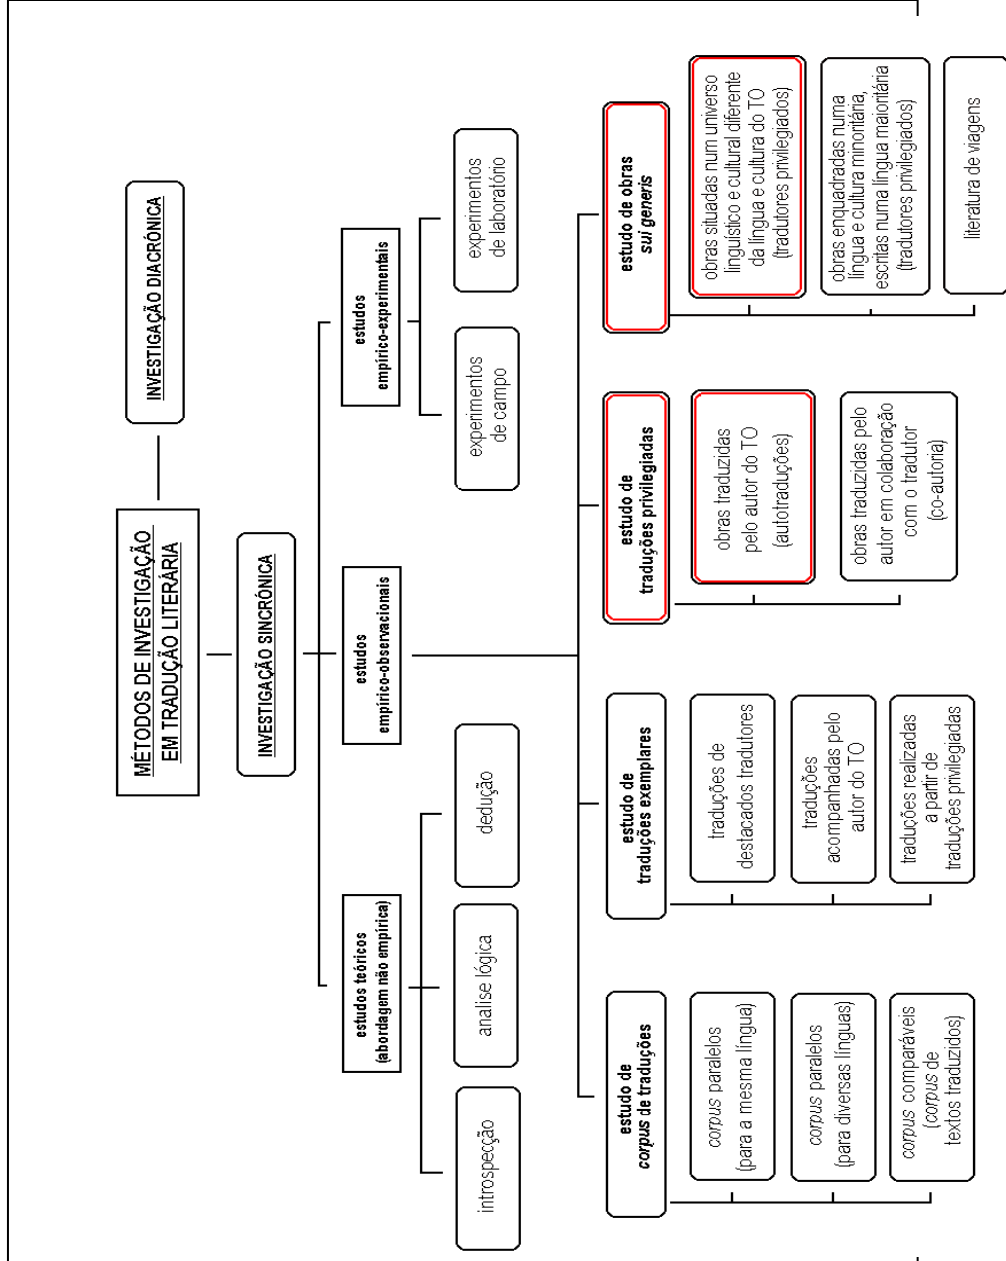 MÉTODOS DE INVESTIGAÇÃO
EM TRADUÇÃO LITERÁRIA
INVESTIGAÇÃO DIACRÓNICA
INVESTIGAÇÃO SINCRÓNICA
estudos teóricos
(abordagem não empírica)
estudos
empírico-observacionais
estudos
empírico-experimentais
introspecção
analise lógica
dedução
experimentos
de campo
experimentos
de laboratório
estudo de
corpus de traduções
corpus paralelos
(para a mesma língua)
corpus paralelos
(para diversas línguas)
corpus comparáveis
(corpus de
textos traduzidos)
estudo de
traduções exemplares
traduções de
destacados tradutores
traduções
acompanhadas pelo
autor do TO
traduções realizadas
a partir de
traduções privilegiadas
estudo de
traduções privilegiadas
obras traduzidas
pelo autor do TO
(autotraduções)
obras traduzidas pelo
autor em colaboração
com o tradutor
(co-autoria)
estudo de obras
sui generis
obras situadas num universo
linguístico e cultural diferente
da língua e cultura do TO
(tradutores privilegiados)
obras enquadradas numa
língua e cultura minoritária,
escritas numa língua maioritária
(tradutores privilegiados)
literatura de viagens